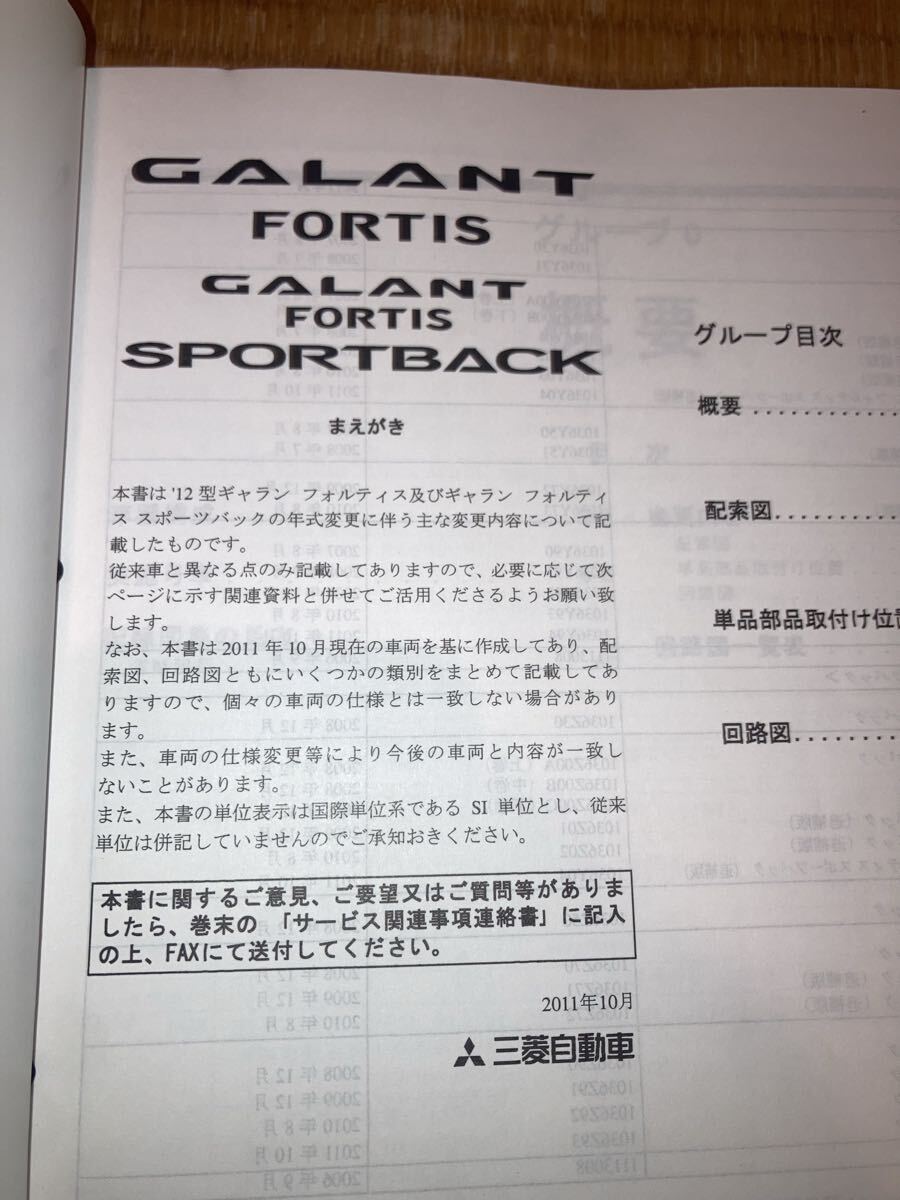 GALANT
FORTIS
GALANT
FORTIS
SPORTBACK
まえがき
本書は '12 型ギャラン フォルティス及びギャラン フォルティ
ス スポーツバックの年式変更に伴う主な変更内容について記
載したものです。
従来車と異なる点のみ記載してありますので、必要に応じて次
ページに示す関連資料と併せてご活用くださるようお願い致
します。
なお、本書は 2011 年 10 月現在の車両を基に作成してあり、配
索図、回路図ともにいくつかの類別をまとめて記載してあ
りますので、個々の車両の仕様とは一致しない場合があり
ます。
また、車両の仕様変更等により今後の車両と内容が一致し
ないことがあります。
また、本書の単位表示は国際単位系である SI 単位とし、従来
単位は併記していませんのでご承知おきください。
本書に関するご意見、ご要望又はご質問等がありま
したら、巻末の 「サービス関連事項連絡書」に記入
の上、FAXにて送付してください。
2011年10月
三菱自動車
グループ目次
概要 . . . . . . . . . . . .
配索図. . . . . . . . . .
単品部品取付け位置
回路図. . . . . . . . .